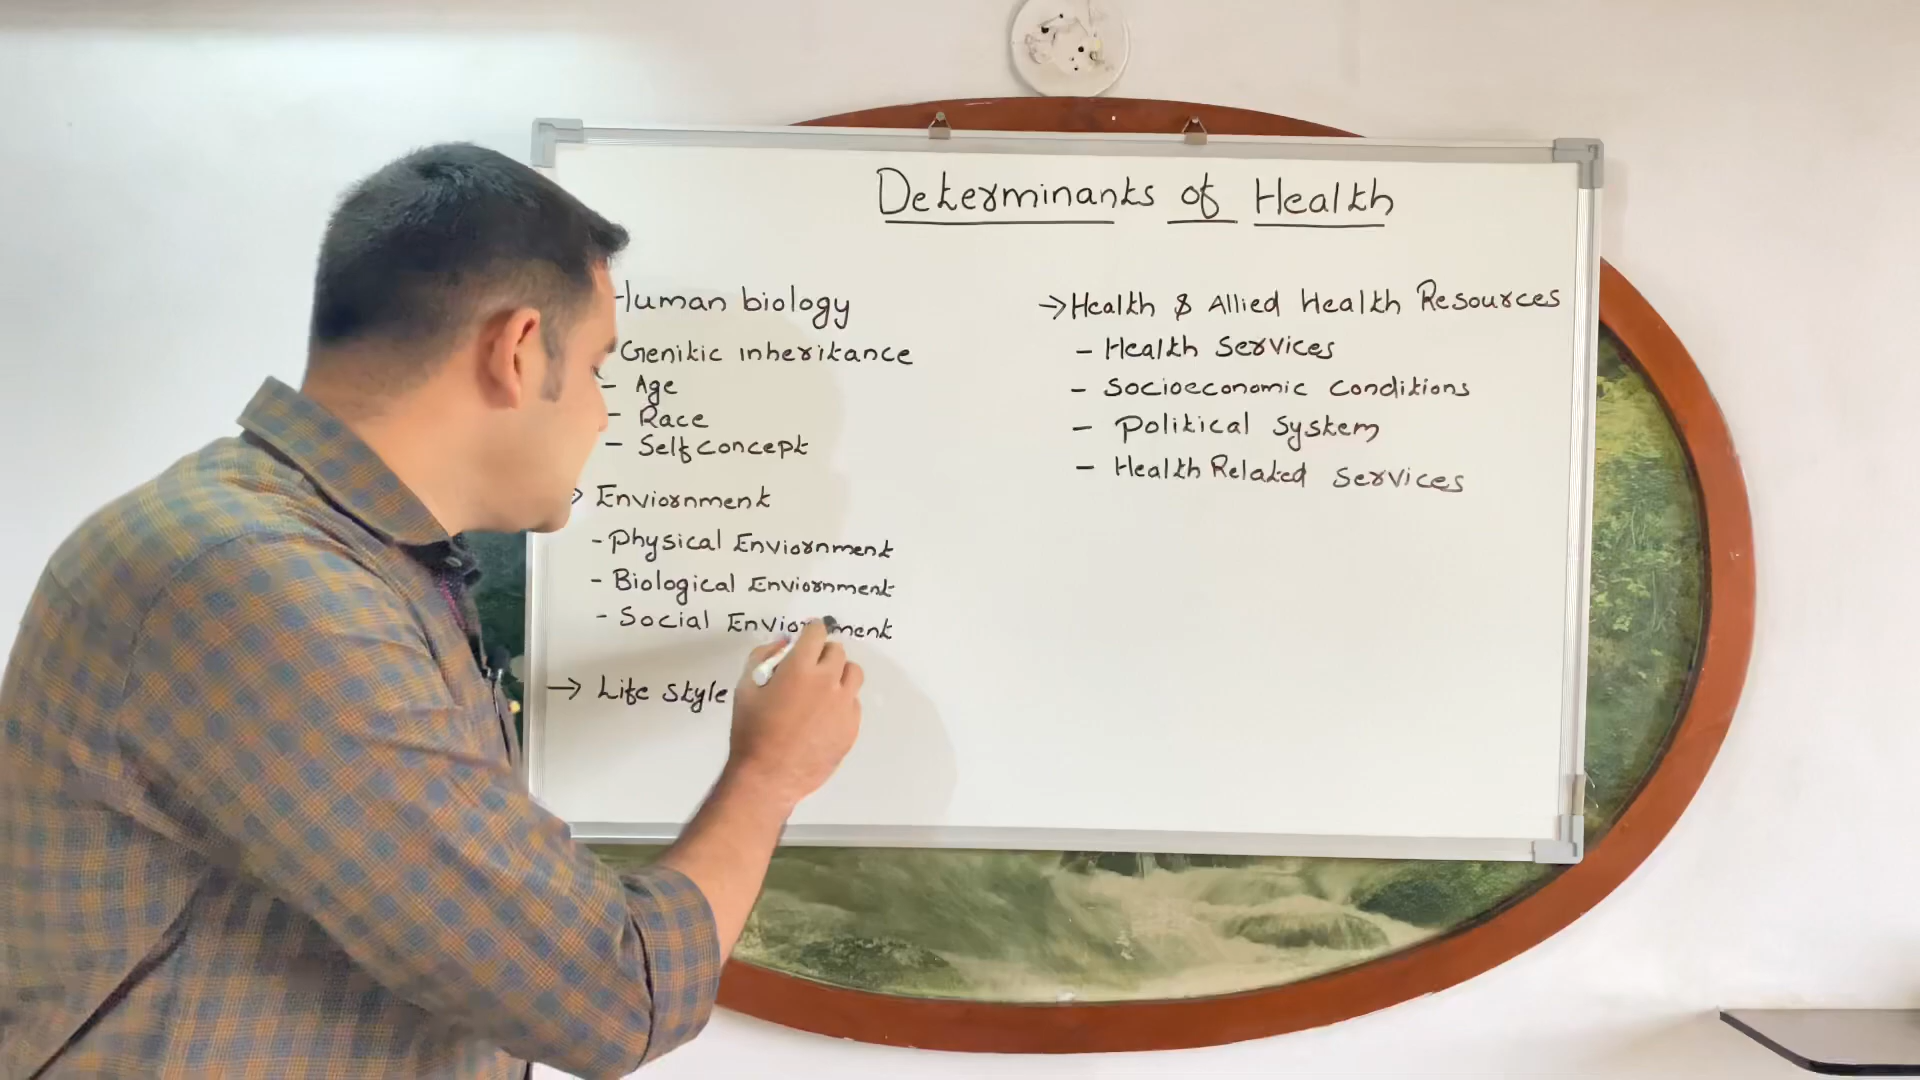 Determinants of Health
Human biology
Genitic inheritance
- Age
- Race
- Self concept
> Enviornment
- Physical Enviornment
- Biological Enviornment
- Social Enviornment
→ Life style
→ Health & Allied Health Resources
- Health Services
- Socioeconomic Conditions
- Political System
- Health Related Services